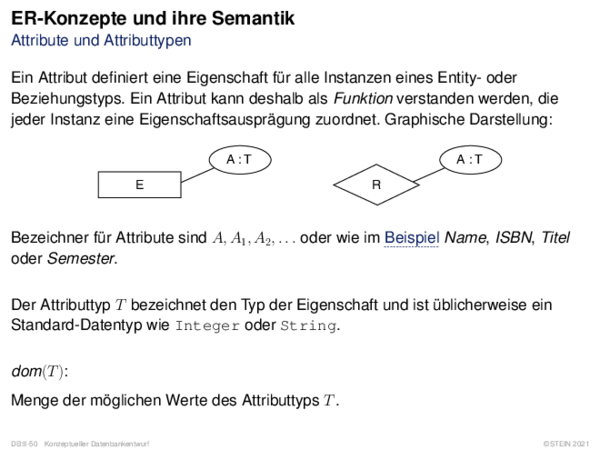 ER-Konzepte und ihre Semantik
Attribute und Attributtypen
Ein Attribut definiert eine Eigenschaft für alle Instanzen eines Entity- oder
Beziehungstyps. Ein Attribut kann deshalb als Funktion verstanden werden, die
jeder Instanz eine Eigenschaftsausprägung zuordnet. Graphische Darstellung:
A : T
E
A : T
R
Bezeichner für Attribute sind A, A₁, A₂, . . . oder wie im Beispiel Name, ISBN, Titel
oder Semester.
Der Attributtyp T bezeichnet den Typ der Eigenschaft und ist üblicherweise ein
Standard-Datentyp wie Integer oder String.
dom(T):
Menge der möglichen Werte des Attributtyps T.
DB:II-50 Konzeptueller Datenbankentwurf
©STEIN 2021